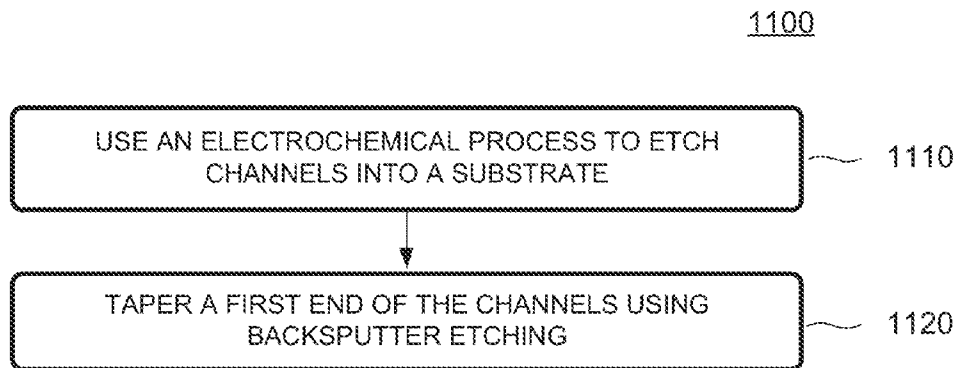 1100
USE AN ELECTROCHEMICAL PROCESS TO ETCH
CHANNELS INTO A SUBSTRATE
1110
TAPER A FIRST END OF THE CHANNELS USING
BACKSPUTTER ETCHING
1120